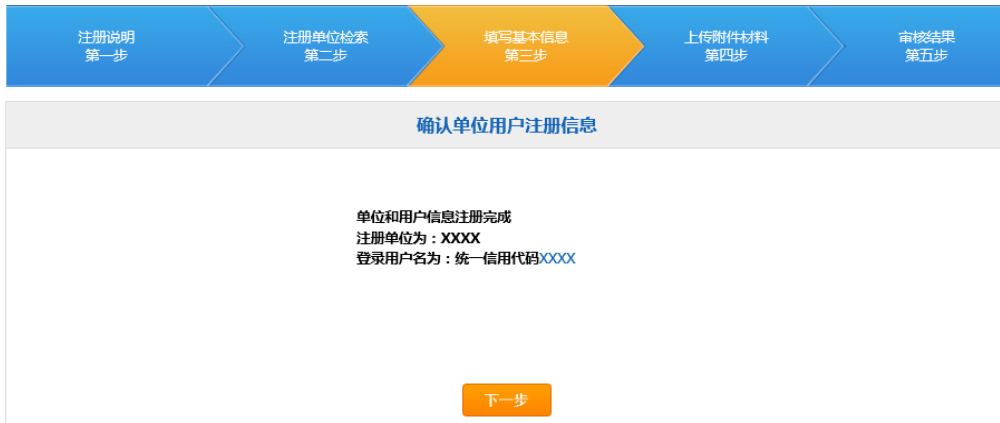 注册说明
第一步
注册单位检索
第二步
填写基本信息
第三步
上传附件材料
第四步
审核结果
第五步
确认单位用户注册信息
单位和用户信息注册完成
注册单位为：XXXX
登录用户名为：统一信用代码XXXX
下一步